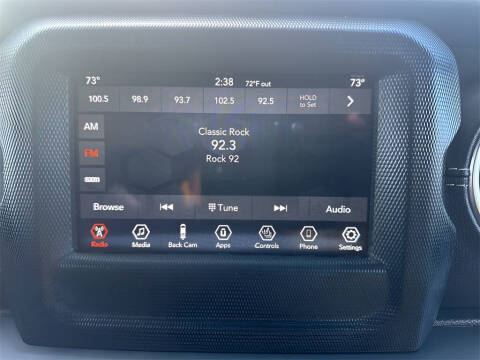 73° 2:38 72°F out 73°
100.5 98.9 93.7 102.5 92.5 HOLD to Set
AM
Classic Rock
92.3
FM
Rock 92
Browse Tune Audio
Radio Media Back Cam Apps Controls Phone Settings